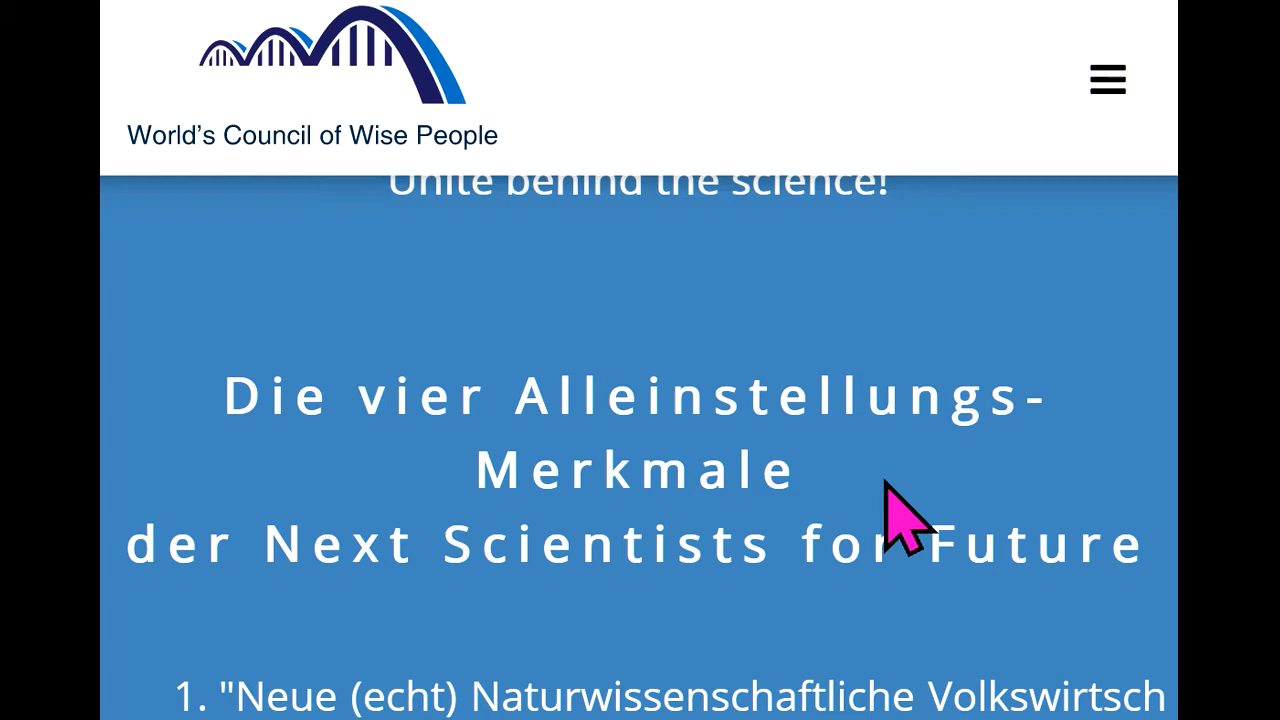 World's Council of Wise People
Unite behind the science!
Die vier Alleinstellungs-
Merkmale
der Next Scientists for Future
1. "Neue (echt) Naturwissenschaftliche Volkswirtsch